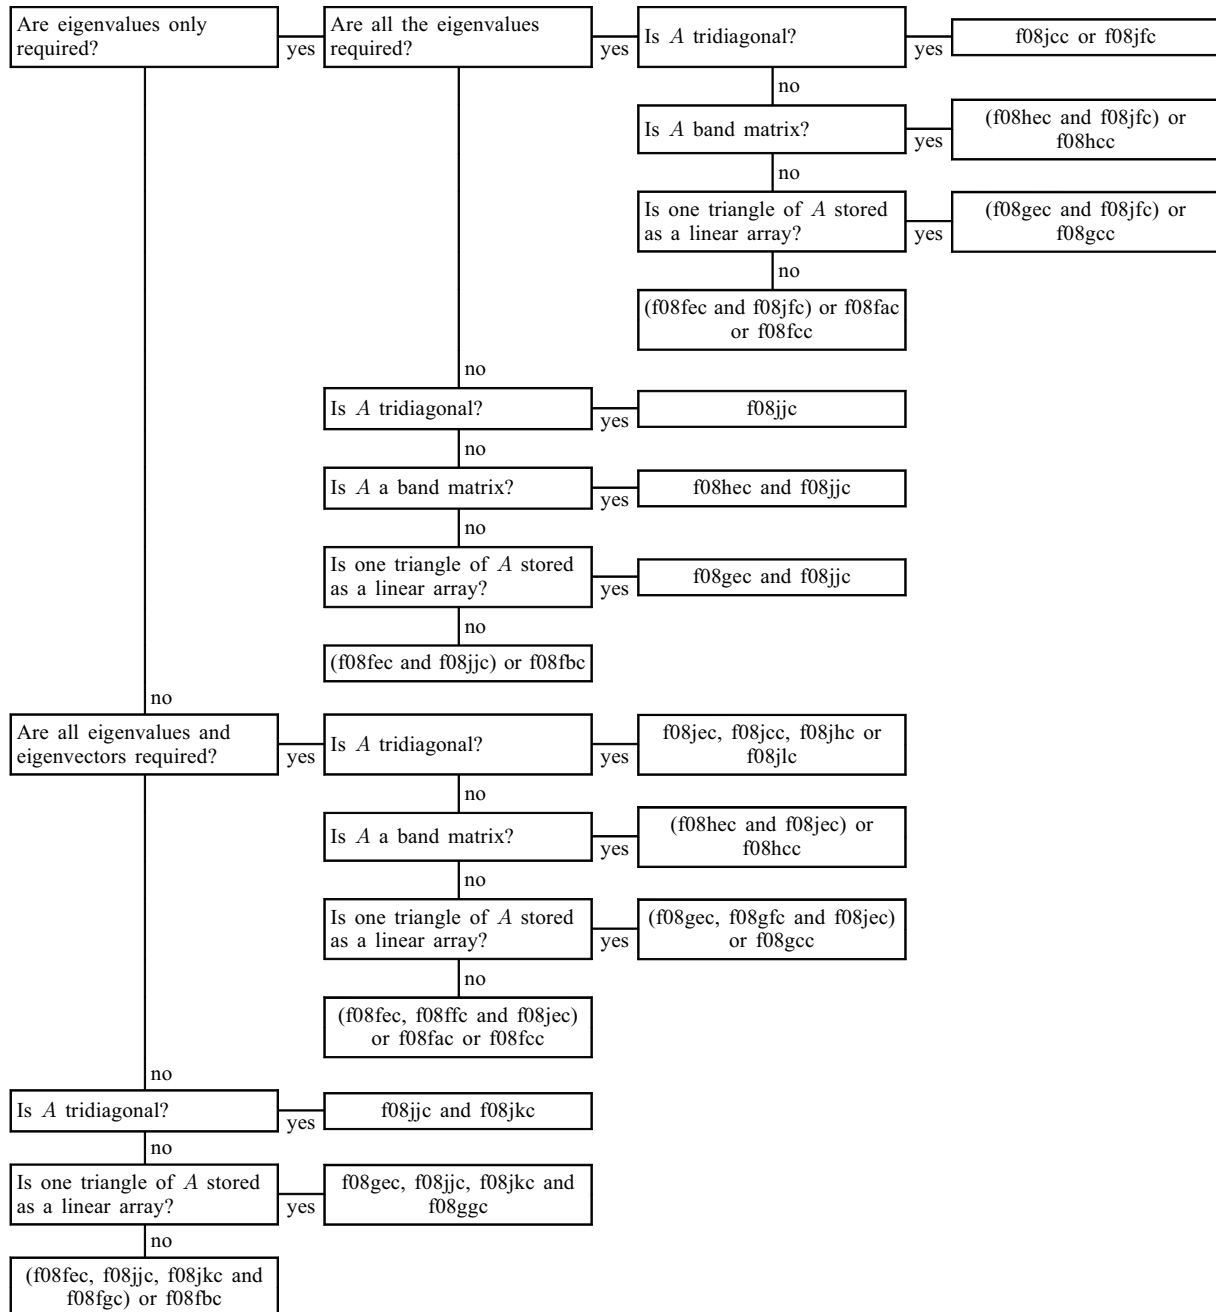 Are eigenvalues only
required?
yes
Are all the eigenvalues
required?
yes
Is A tridiagonal?
yes
f08jcc or f08jfc
no
Is A band matrix?
yes
(f08hec and f08jfc) or
f08hcc
no
Is one triangle of A stored
as a linear array?
yes
(f08gec and f08jfc) or
f08gcc
no
(f08fec and f08jfc) or f08fac
or f08fcc
no
Is A tridiagonal?
yes
f08jjc
no
Is A a band matrix?
yes
f08hec and f08jjc
no
Is one triangle of A stored
as a linear array?
yes
f08gec and f08jjc
no
(f08fec and f08jjc) or f08fbc
no
Are all eigenvalues and
eigenvectors required?
yes
Is A tridiagonal?
yes
f08jec, f08jcc, f08jhc or
f08jlc
no
Is A a band matrix?
yes
(f08hec and f08jec) or
f08hcc
no
Is one triangle of A stored
as a linear array?
yes
(f08gec, f08gfc and f08jec)
or f08gcc
no
(f08fec, f08ffc and f08jec)
or f08fac or f08fcc
no
Is A tridiagonal?
yes
f08jjc and f08jkc
no
Is one triangle of A stored
as a linear array?
yes
f08gec, f08jjc, f08jkc and
f08ggc
no
(f08fec, f08jjc, f08jkc and
f08fgc) or f08fbc